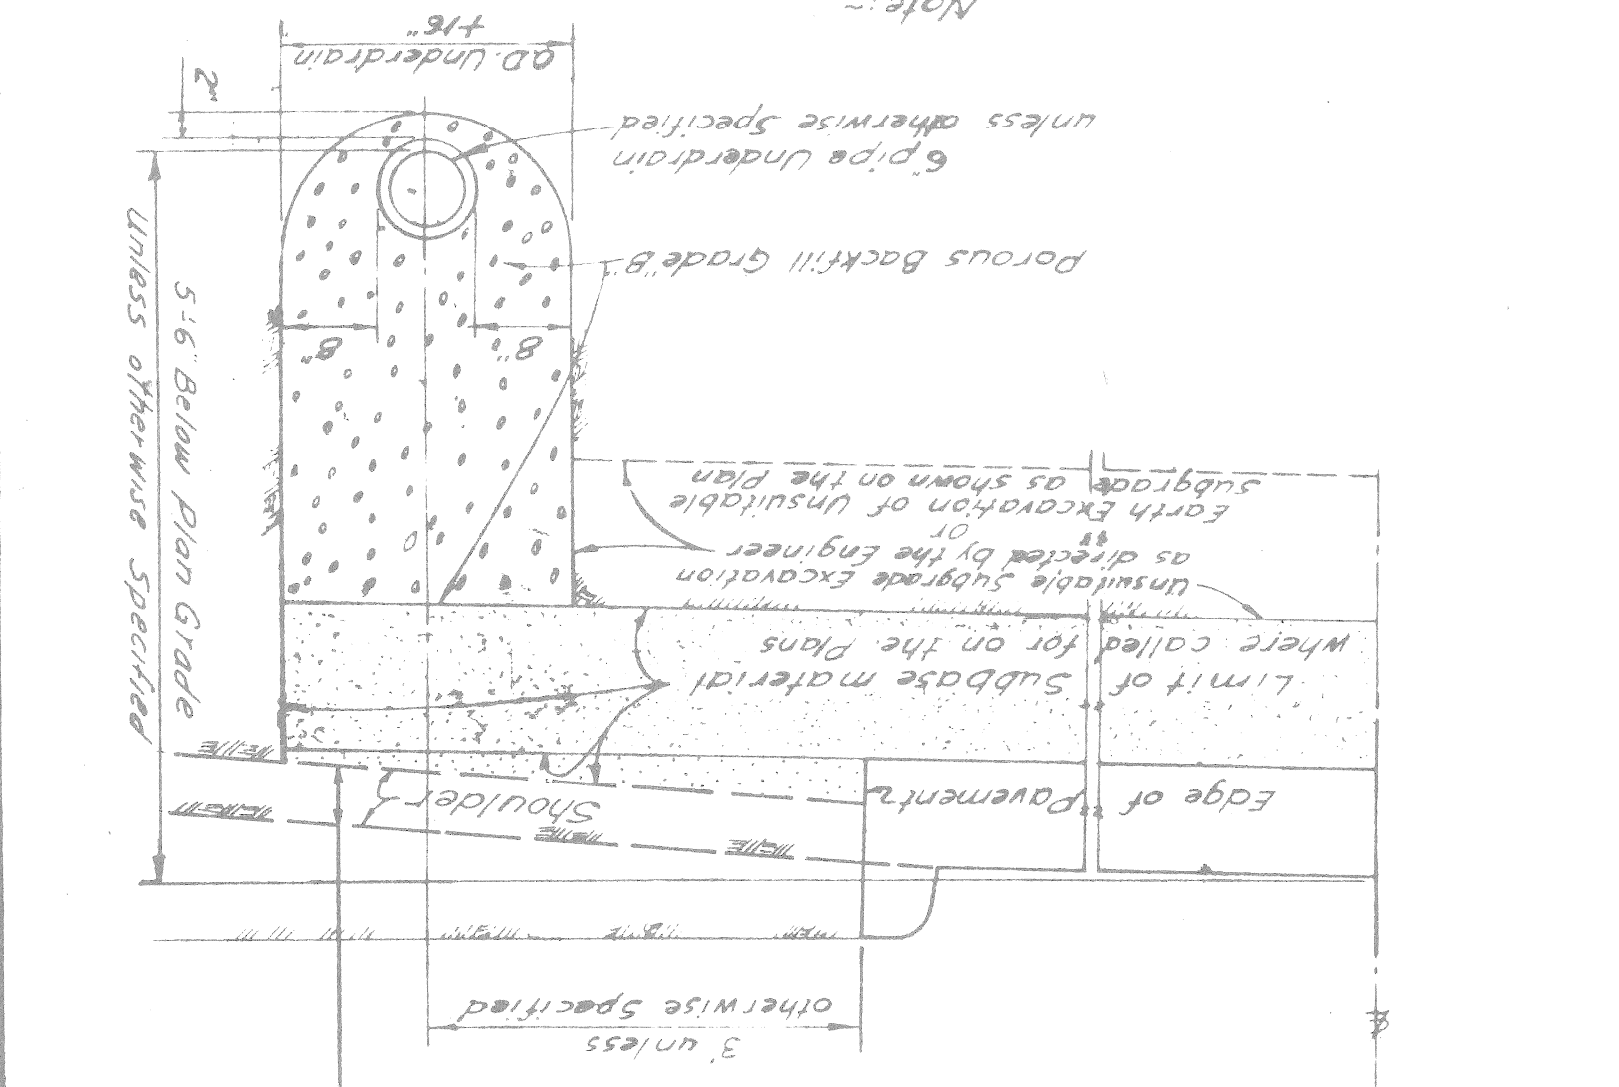 3' unless
otherwise Specified
Shoulder
Edge of Pavement
Limit of Subbase material
where called for on the Plans
Unsuitable Subgrade Excavation
as directed by the Engineer
or
Earth Excavation of Unsuitable
Subgrade as shown on the Plan
8"
8"
Porous Backfill Grade "B"
6" pipe Underdrain
unless otherwise Specified
5'-6" Below Plan Grade
Unless otherwise Specified
2"
O.D. Underdrain
+16"
Note:-